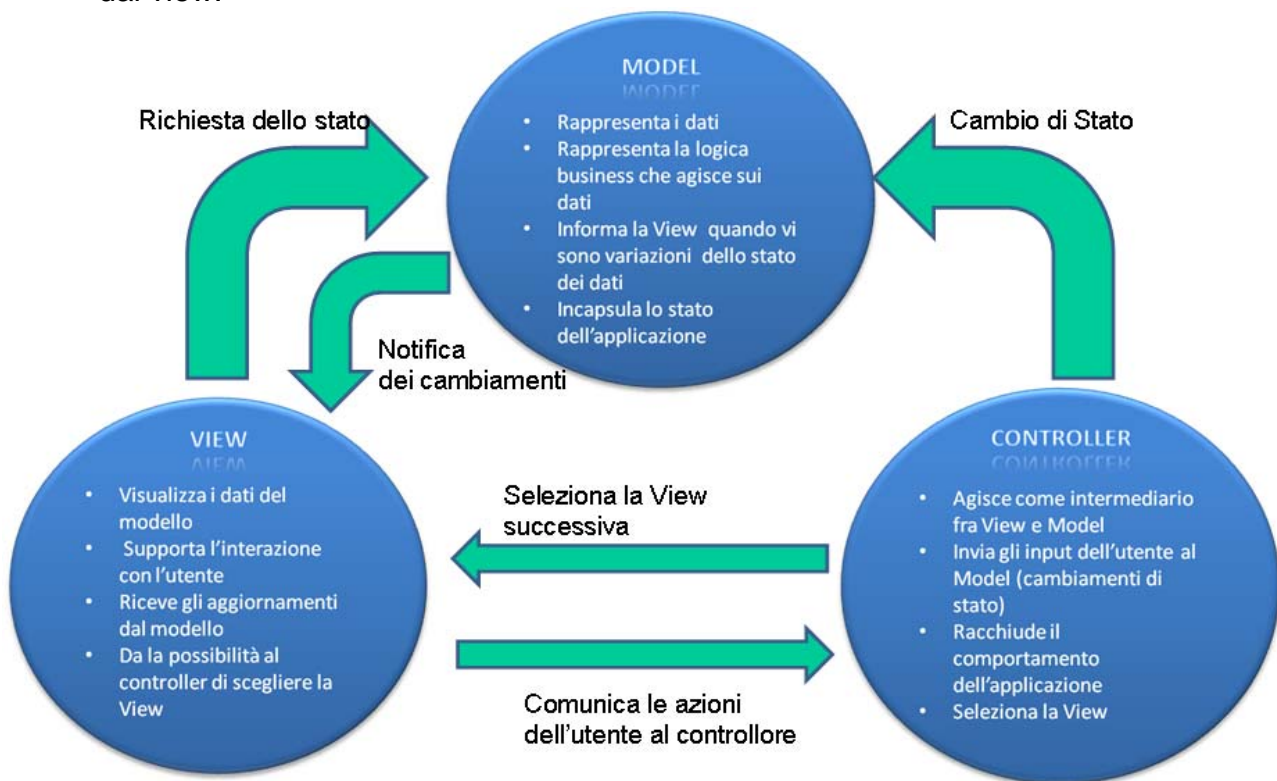 MODEL
Richiesta dello stato
Cambio di Stato
• Rappresenta i dati
• Rappresenta la logica
business che agisce sui
dati
• Informa la View quando vi
sono variazioni dello stato
dei dati
• Incapsula lo stato
dell'applicazione
Notifica
dei cambiamenti
VIEW
• Visualizza i dati del
modello
• Supporta l'interazione
con l'utente
• Riceve gli aggiornamenti
dal modello
• Da la possibilità al
controller di scegliere la
View
Seleziona la View
successiva
Comunica le azioni
dell'utente al controllore
CONTROLLER
• Agisce come intermediario
fra View e Model
• Invia gli input dell'utente al
Model (cambiamenti di
stato)
• Racchiude il
comportamento
dell'applicazione
• Seleziona la View